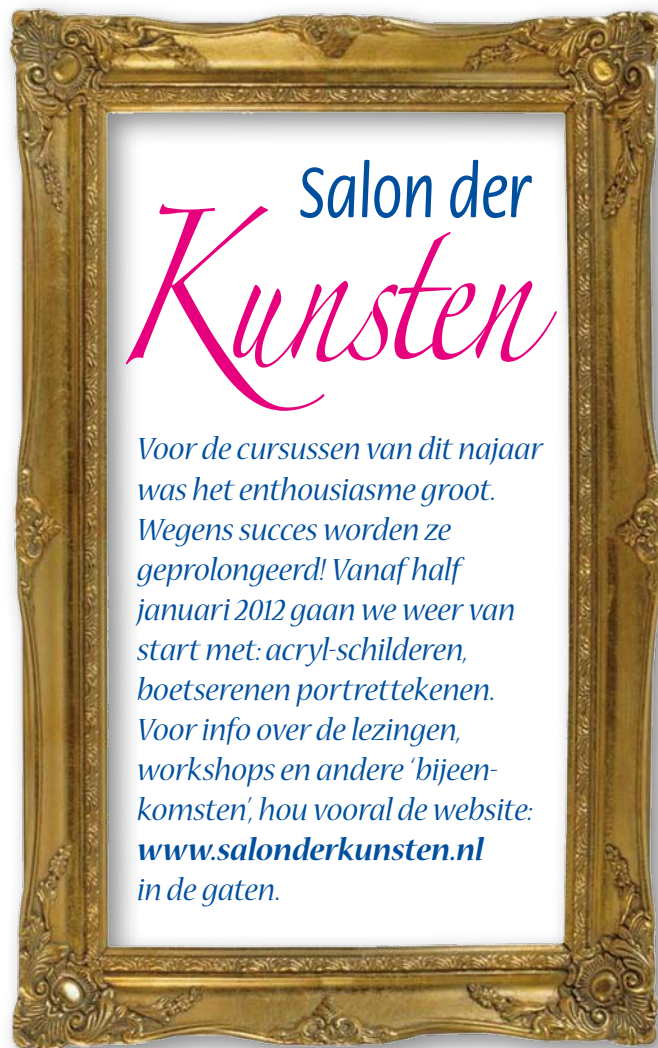 Salon der
Kunsten
Voor de cursussen van dit najaar
was het enthousiasme groot.
Wegens succes worden ze
geprolongeerd! Vanaf half
januari 2012 gaan we weer van
start met: acryl-schilderen,
boetserenen portrettekenen.
Voor info over de lezingen,
workshops en andere ‘bijeen-
komsten’, hou vooral de website:
www.salonderkunsten.nl
in de gaten.